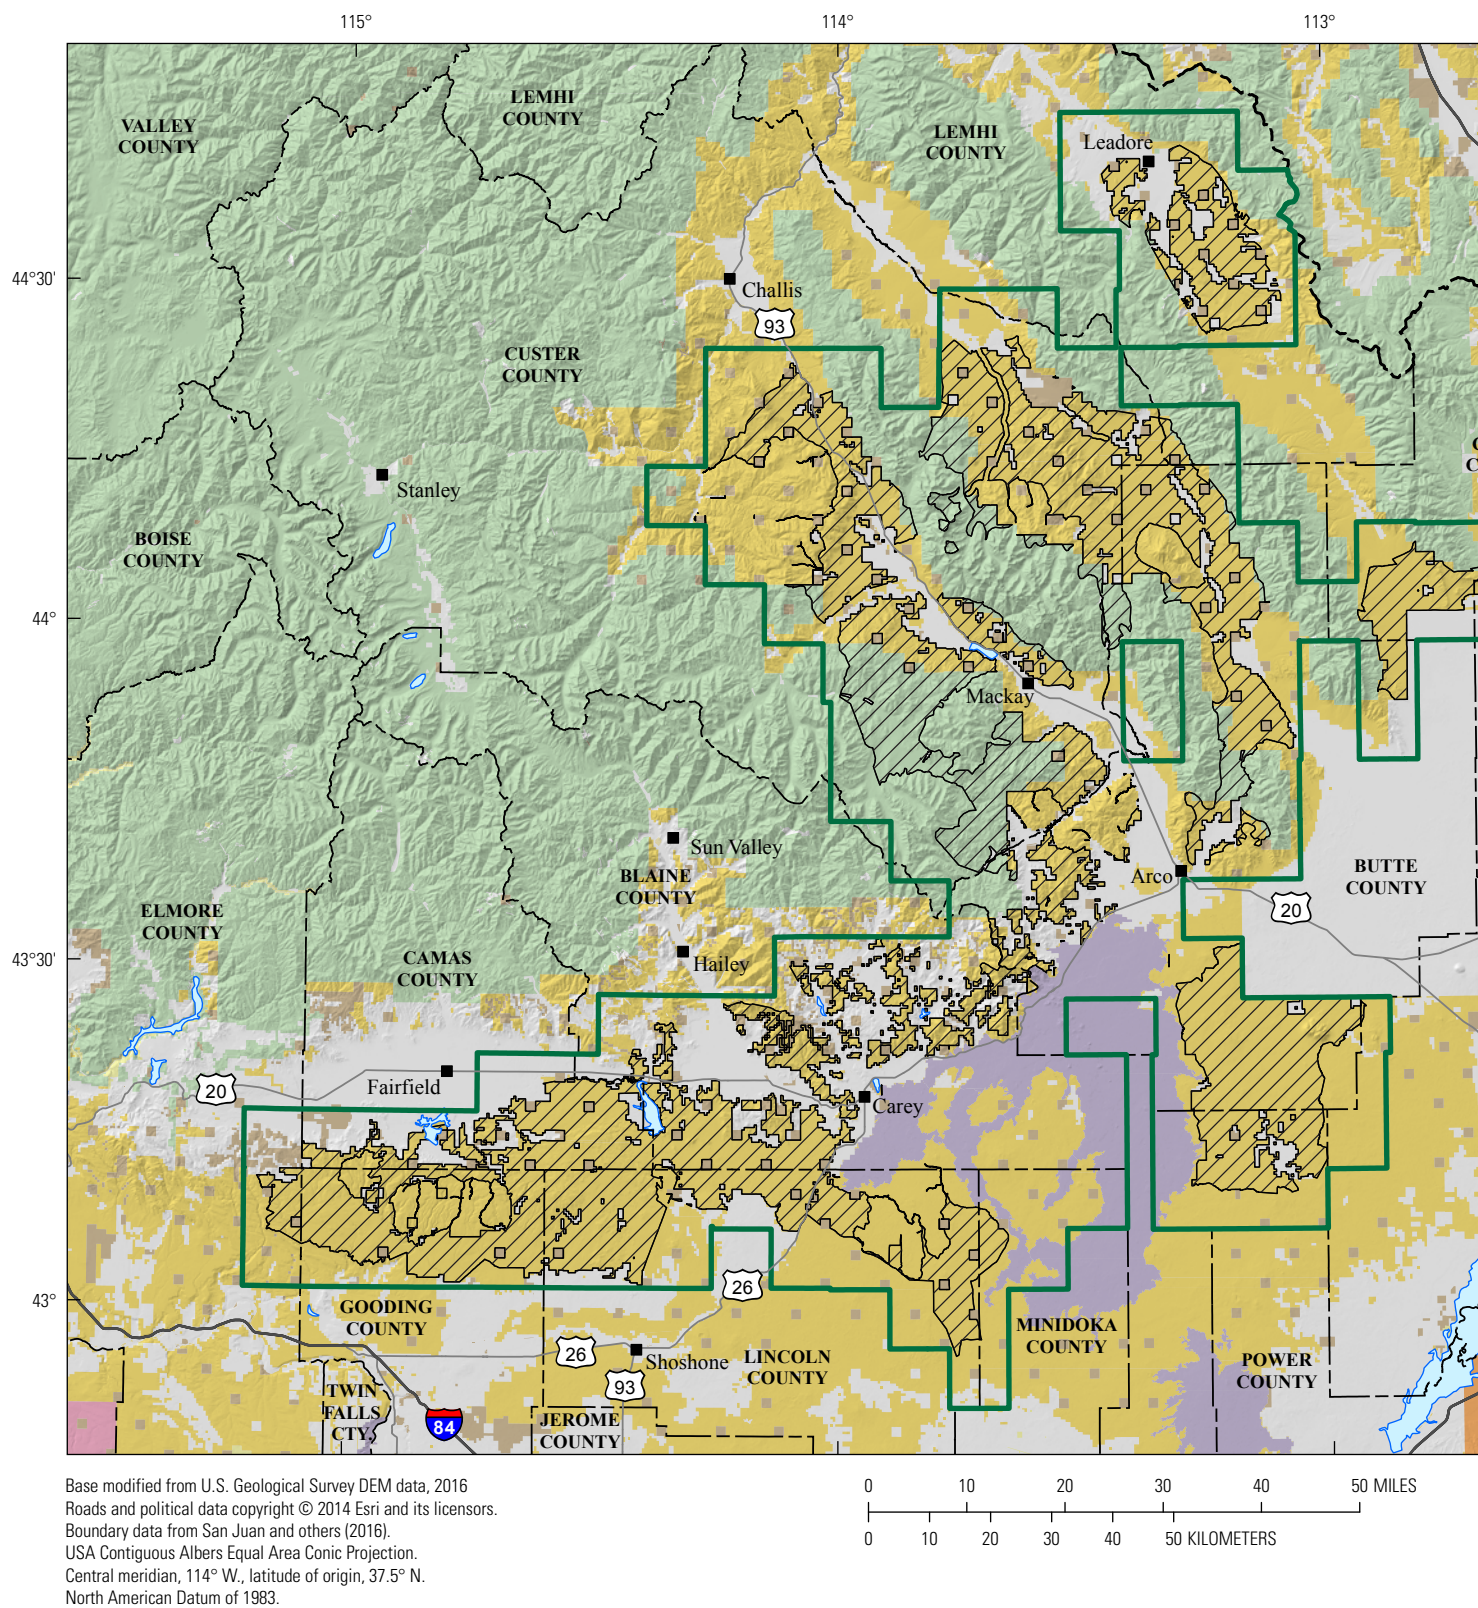 115°
114°
113°
LEMHI
COUNTY
VALLEY
COUNTY
LEMHI
COUNTY
Leadore
44°30'
Challis
93
CUSTER
COUNTY
C
Stanley
BOISE
COUNTY
44°
Mackay
Sun Valley
BLAINE
COUNTY
Arco
BUTTE
COUNTY
20
ELMORE
COUNTY
43°30'
CAMAS
COUNTY
Hailey
20
Fairfield
Carey
43°
GOODING
COUNTY
26
26
Shoshone
93
LINCOLN
COUNTY
MINIDOKA
COUNTY
POWER
COUNTY
TWIN
FALLS
CTY.
84
JEROME
COUNTY
Base modified from U.S. Geological Survey DEM data, 2016
Roads and political data copyright © 2014 Esri and its licensors.
Boundary data from San Juan and others (2016).
USA Contiguous Albers Equal Area Conic Projection.
Central meridian, 114° W., latitude of origin, 37.5° N.
North American Datum of 1983.
0 10 20 30 40 50 MILES
0 10 20 30 40 50 KILOMETERS